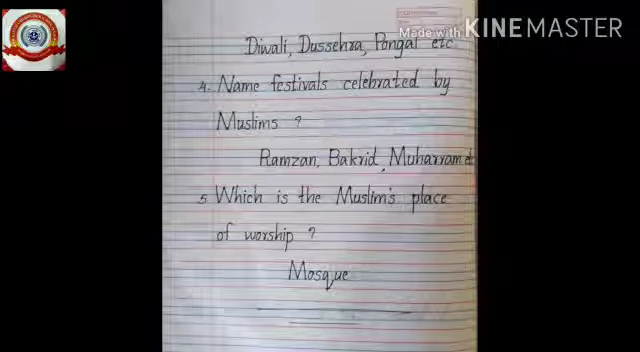 Made with KINEMASTER
Diwali, Dussehra, Pongal etc
4. Name festivals celebrated by
Muslims ?
Ramzan, Bakrid, Muharram etc
5 Which is the Muslim's place
of worship ?
Mosque